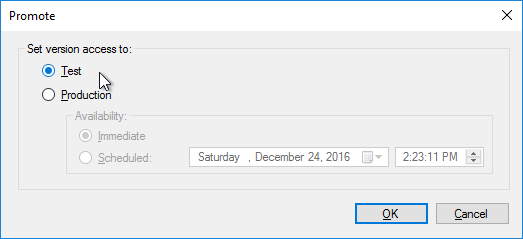 Promote
Set version access to:
Test
Production
Availability:
Immediate
Scheduled: Saturday , December 24, 2016 2:23:11 PM
OK Cancel